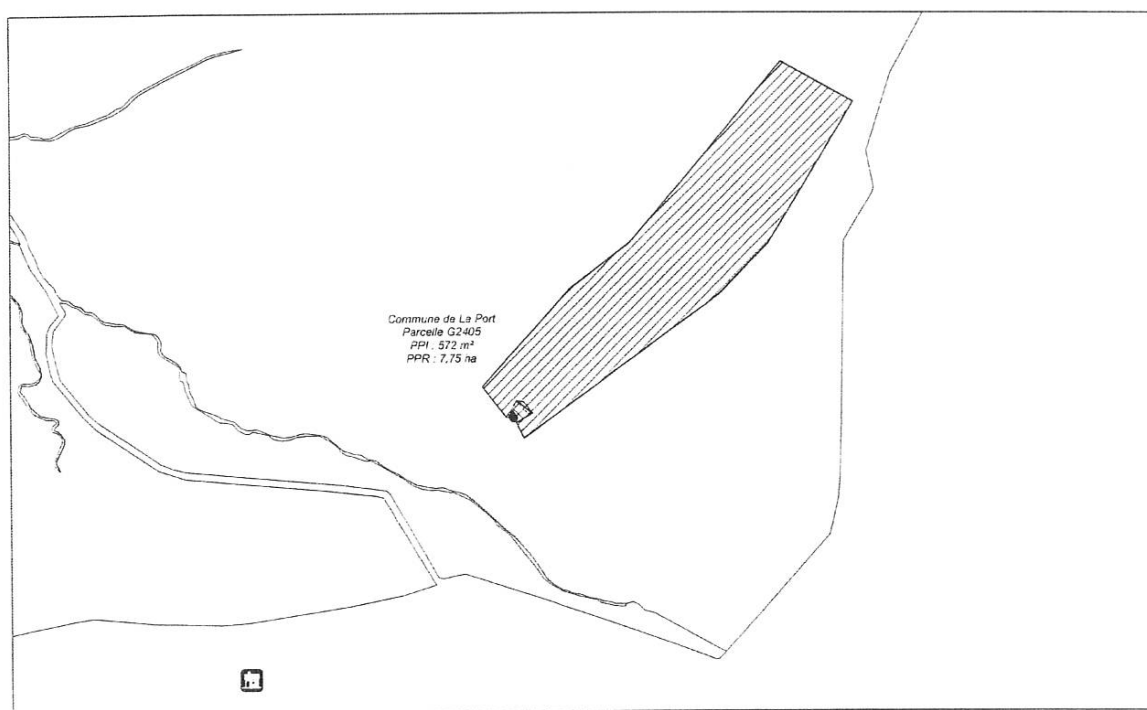 Commune de La Port
Parcelle G2405
PPI : 572 m²
PPR : 7,75 ha